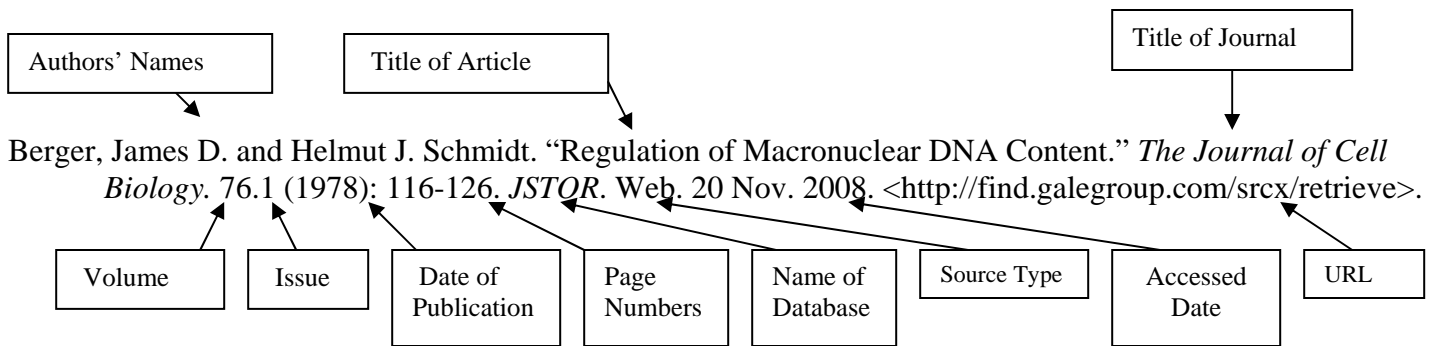 Title of Journal
Authors’ Names
Title of Article
Berger, James D. and Helmut J. Schmidt. “Regulation of Macronuclear DNA Content.” The Journal of Cell
Biology. 76.1 (1978): 116-126. JSTOR. Web. 20 Nov. 2008. <http://find.galegroup.com/srcx/retrieve>.
Volume
Issue
Date of
Publication
Page
Numbers
Name of
Database
Source Type
Accessed
Date
URL